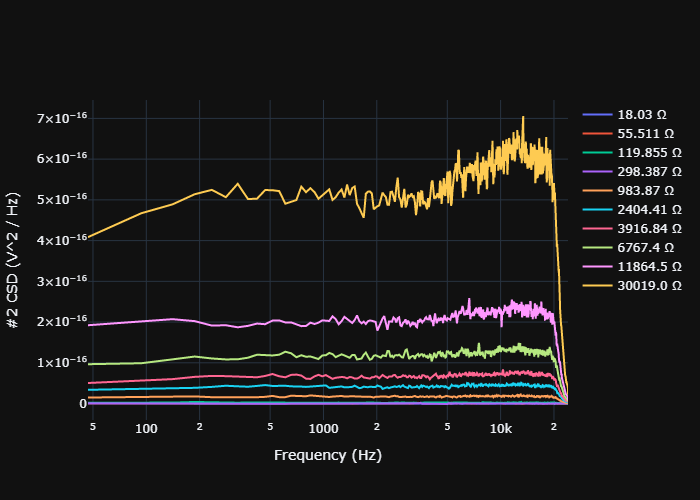 #2 CSD (V^2 / Hz)
7×10⁻¹⁶
6×10⁻¹⁶
5×10⁻¹⁶
4×10⁻¹⁶
3×10⁻¹⁶
2×10⁻¹⁶
1×10⁻¹⁶
0
5 100 2 5 1000 2 5 10k 2
Frequency (Hz)
18.03 Ω
55.511 Ω
119.855 Ω
298.387 Ω
983.87 Ω
2404.41 Ω
3916.84 Ω
6767.4 Ω
11864.5 Ω
30019.0 Ω